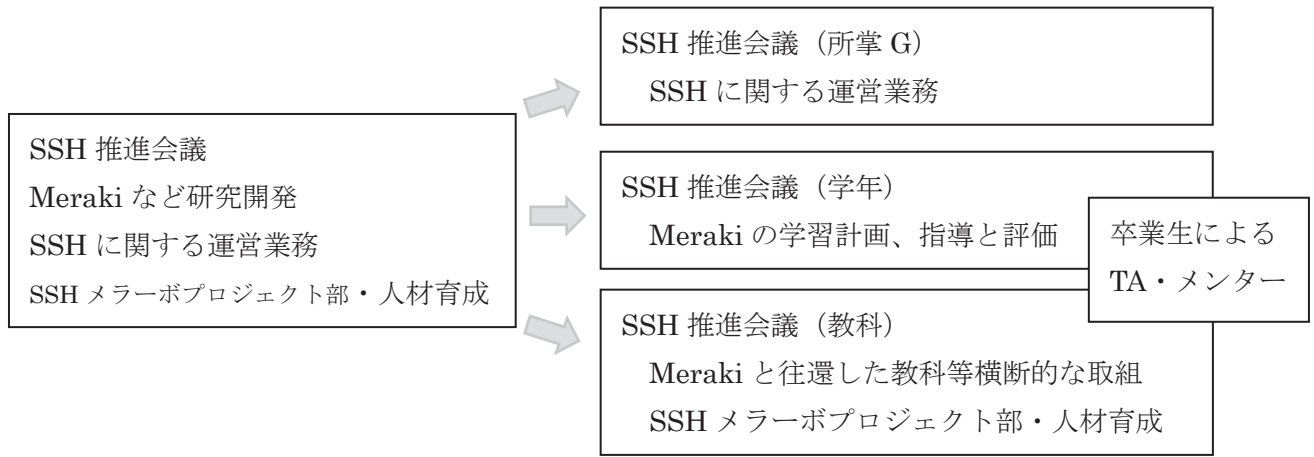 SSH 推進会議
Meraki など研究開発
SSH に関する運営業務
SSH メラーボプロジェクト部・人材育成
SSH 推進会議（所掌 G）
SSH に関する運営業務
SSH 推進会議（学年）
Meraki の学習計画、指導と評価
SSH 推進会議（教科）
Meraki と往還した教科等横断的な取組
SSH メラーボプロジェクト部・人材育成
卒業生による
TA・メンター